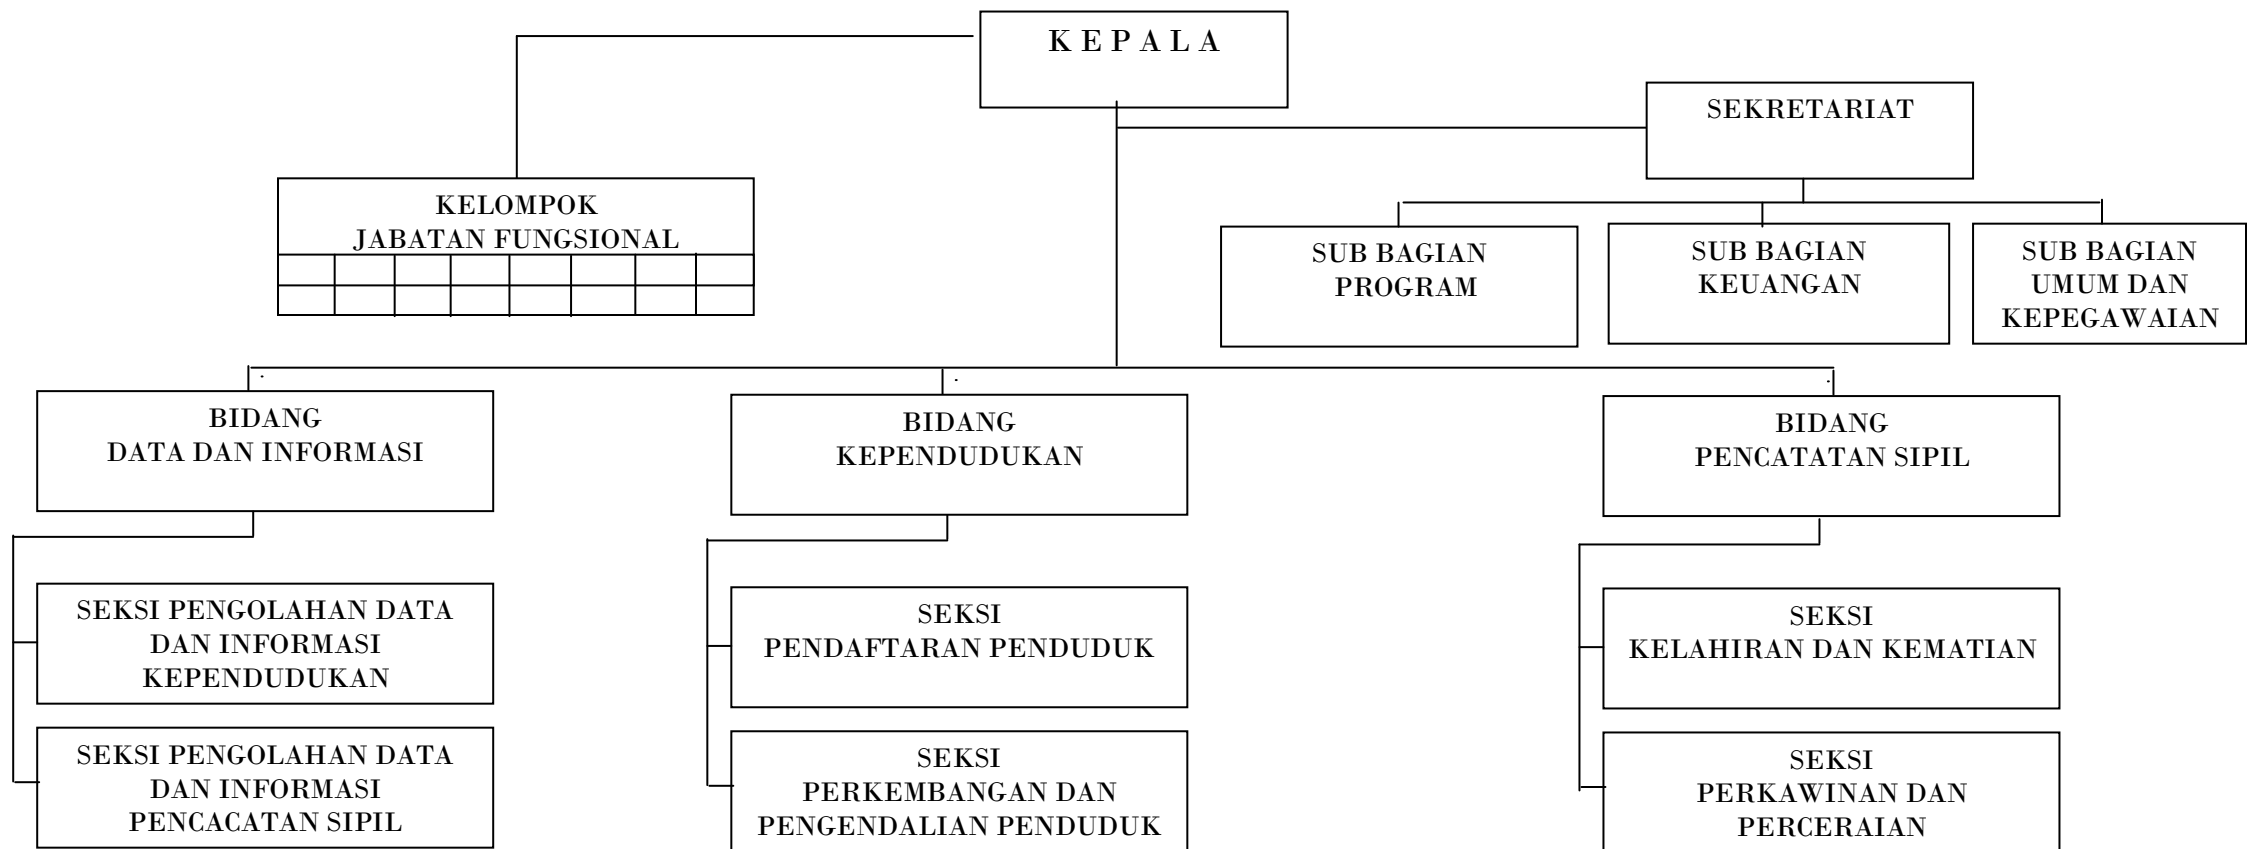 K E P A L A
SEKRETARIAT
KELOMPOK
JABATAN FUNGSIONAL
SUB BAGIAN
PROGRAM
SUB BAGIAN
KEUANGAN
SUB BAGIAN
UMUM DAN
KEPEGAWAIAN
BIDANG
DATA DAN INFORMASI
BIDANG
KEPENDUDUKAN
BIDANG
PENCATATAN SIPIL
SEKSI PENGOLAHAN DATA
DAN INFORMASI
KEPENDUDUKAN
SEKSI
PENDAFTARAN PENDUDUK
SEKSI
KELAHIRAN DAN KEMATIAN
SEKSI PENGOLAHAN DATA
DAN INFORMASI
PENCACATAN SIPIL
SEKSI
PERKEMBANGAN DAN
PENGENDALIAN PENDUDUK
SEKSI
PERKAWINAN DAN
PERCERAIAN